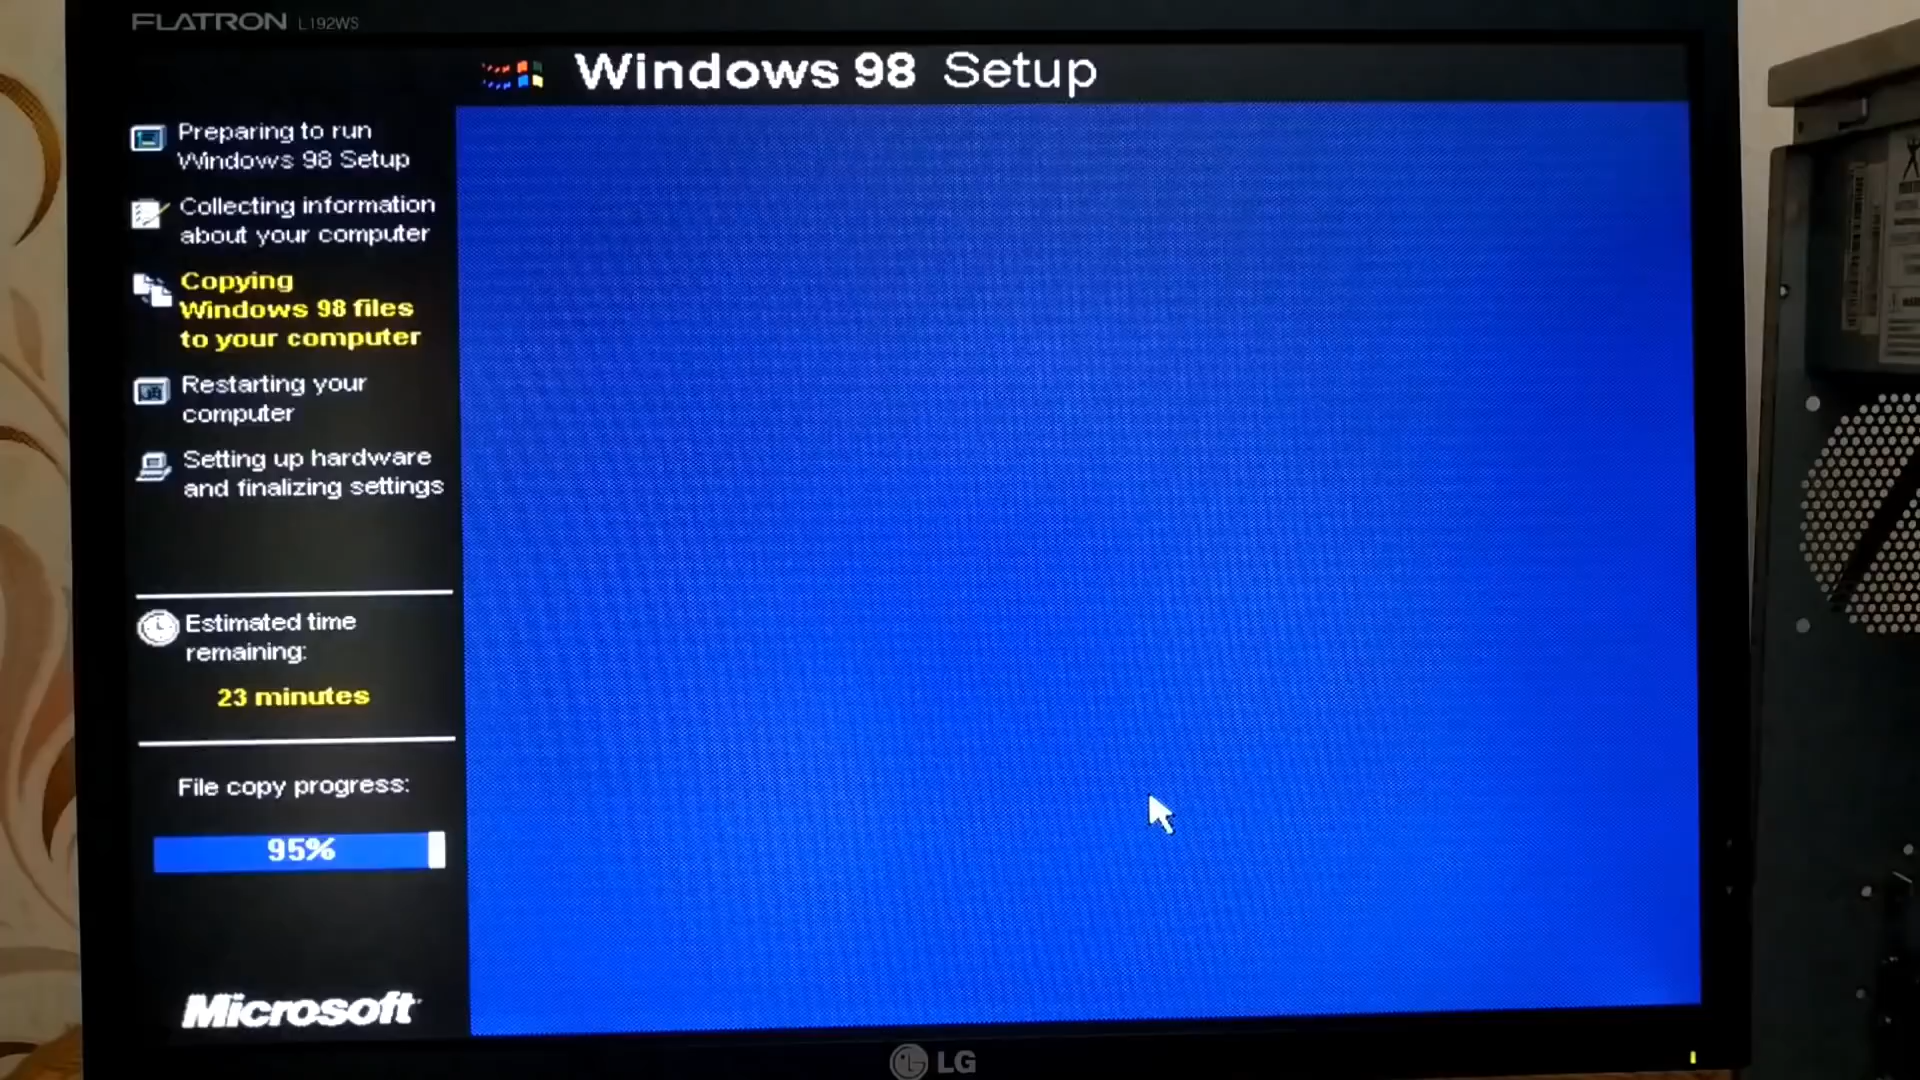 FLATRON L192WS
Windows 98 Setup
Preparing to run
Windows 98 Setup
Collecting information
about your computer
Copying
Windows 98 files
to your computer
Restarting your
computer
Setting up hardware
and finalizing settings
Estimated time
remaining:
23 minutes
File copy progress:
95%
Microsoft
LG